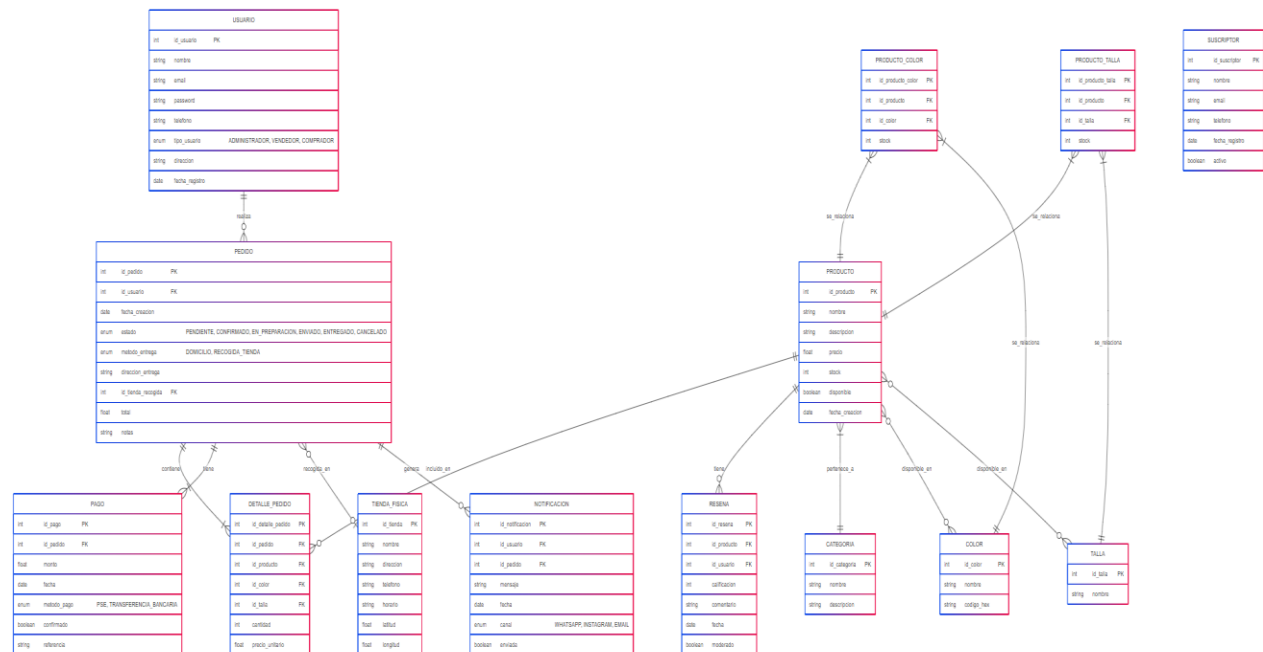 USUARIO
int id_usuario PK
string nombre
string email
string password
string telefono
enum tipo_usuario ADMINISTRADOR, VENDEDOR, COMPRADOR
string direccion
date fecha_registro
realiza
PEDIDO
int id_pedido PK
int id_usuario FK
date fecha_creacion
enum estado PENDIENTE, CONFIRMADO, EN_PREPARACION, ENVIADO, ENTREGADO, CANCELADO
enum metodo_entrega DOMICILIO, RECOGIDA_TIENDA
string direccion_entrega
int id_tienda_recogida FK
float total
string notas
contiene
tiene
recogida_en
genera
incluido_en
PAGO
int id_pago PK
int id_pedido FK
float monto
date fecha
enum metodo_pago PSE, TRANSFERENCIA_BANCARIA
boolean confirmado
string referencia
DETALLE_PEDIDO
int id_detalle_pedido PK
int id_pedido FK
int id_producto FK
int id_color FK
int id_talla FK
int cantidad
float precio_unitario
TIENDA_FISICA
int id_tienda PK
string nombre
string direccion
string telefono
string horario
float latitud
float longitud
NOTIFICACION
int id_notificacion PK
int id_usuario FK
int id_pedido FK
string mensaje
date fecha
enum canal WHATSAPP, INSTAGRAM, EMAIL
boolean enviada
PRODUCTO_COLOR
int id_producto_color PK
int id_producto FK
int id_color FK
int stock
PRODUCTO_TALLA
int id_producto_talla PK
int id_producto FK
int id_talla FK
int stock
SUSCRIPTOR
int id_suscriptor PK
string nombre
string email
string telefono
date fecha_registro
boolean activo
se_relaciona
se_relaciona
se_relaciona
se_relaciona
PRODUCTO
int id_producto PK
string nombre
string descripcion
float precio
int stock
boolean disponible
date fecha_creacion
tiene
pertenece_a
disponible_en
disponible_en
RESENA
int id_resena PK
int id_producto FK
int id_usuario FK
int calificacion
string comentario
date fecha
boolean moderado
CATEGORIA
int id_categoria PK
string nombre
string descripcion
COLOR
int id_color PK
string nombre
string codigo_hex
TALLA
int id_talla PK
string nombre